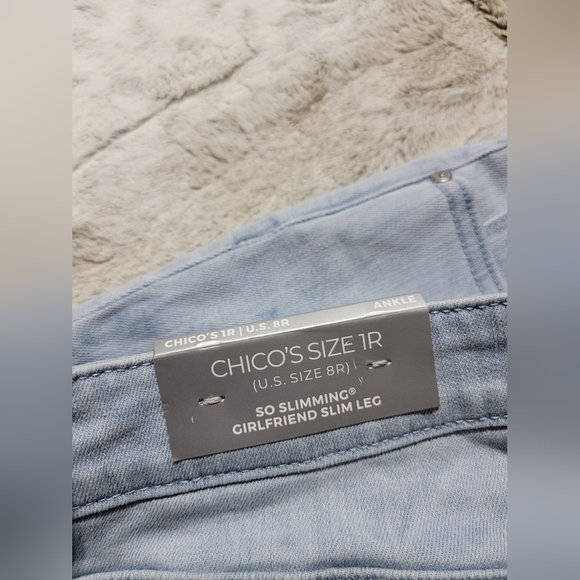 CHICO'S 1R | U.S. 8R
ANKLE
CHICO'S SIZE 1R
(U.S. SIZE 8R)
SO SLIMMING®
GIRLFRIEND SLIM LEG